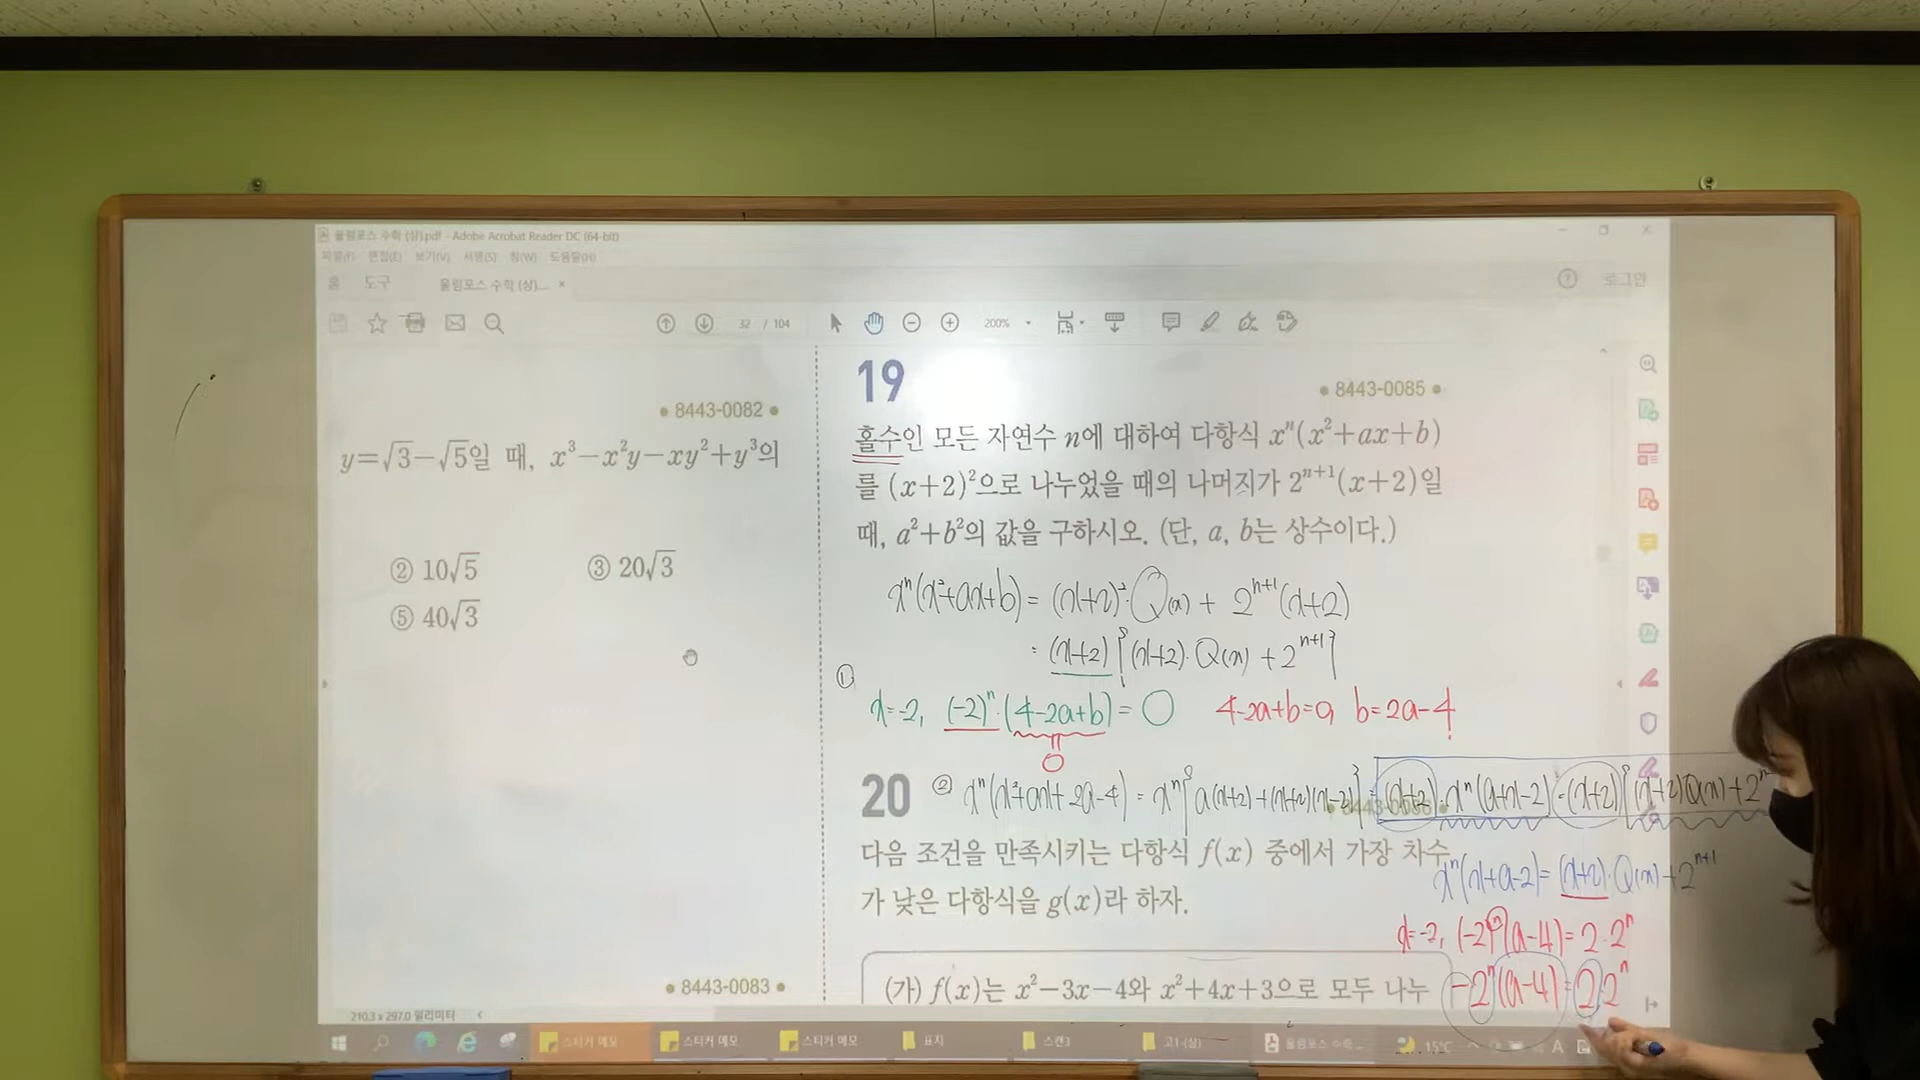 올림포스 수학 (상).pdf - Adobe Acrobat Reader DC (64-bit)
파일(F) 편집(E) 보기(V) 서명(S) 창(W) 도움말(H)
홈 도구 올림포스 수학 (상).... ×
로그인
32 / 104
200%
8443-0082
y=√3-√5일 때, x³-x²y-xy²+y³의
② 10√5 ③ 20√3
⑤ 40√3
8443-0083
210.3 x 297.0 밀리미터
19
8443-0085
홀수인 모든 자연수 n에 대하여 다항식 xⁿ(x²+ax+b)
를 (x+2)²으로 나누었을 때의 나머지가 2ⁿ⁺¹(x+2)일
때, a²+b²의 값을 구하시오. (단, a, b는 상수이다.)
xⁿ(x²+ax+b) = (x+2)²·Q(x) + 2ⁿ⁺¹(x+2)
= (x+2){(x+2)·Q(x) + 2ⁿ⁺¹}
①
x=-2, (-2)ⁿ·(4-2a+b) = 0 4-2a+b=0 b=2a-4
0
20
② xⁿ(x²+ax+2a-4) = xⁿ{a(x+2)+(x+2)(x-2)} = (x+2)·xⁿ(a+x-2) = (x+2){(x+2)Q(x)+2ⁿ
다음 조건을 만족시키는 다항식 f(x) 중에서 가장 차수
가 낮은 다항식을 g(x)라 하자.
xⁿ(x+a-2) = (x+2)·Q(x)+2ⁿ⁺¹
x=-2, (-2)ⁿ(a-4) = 2·2ⁿ
-2ⁿ(a-4) = 2·2ⁿ
(가) f(x)는 x²-3x-4와 x²+4x+3으로 모두 나누
스티커 메모 스티커 메모 스티커 메모 표지 스캔3 고1-(상) 올림포스 수학... 15℃ A